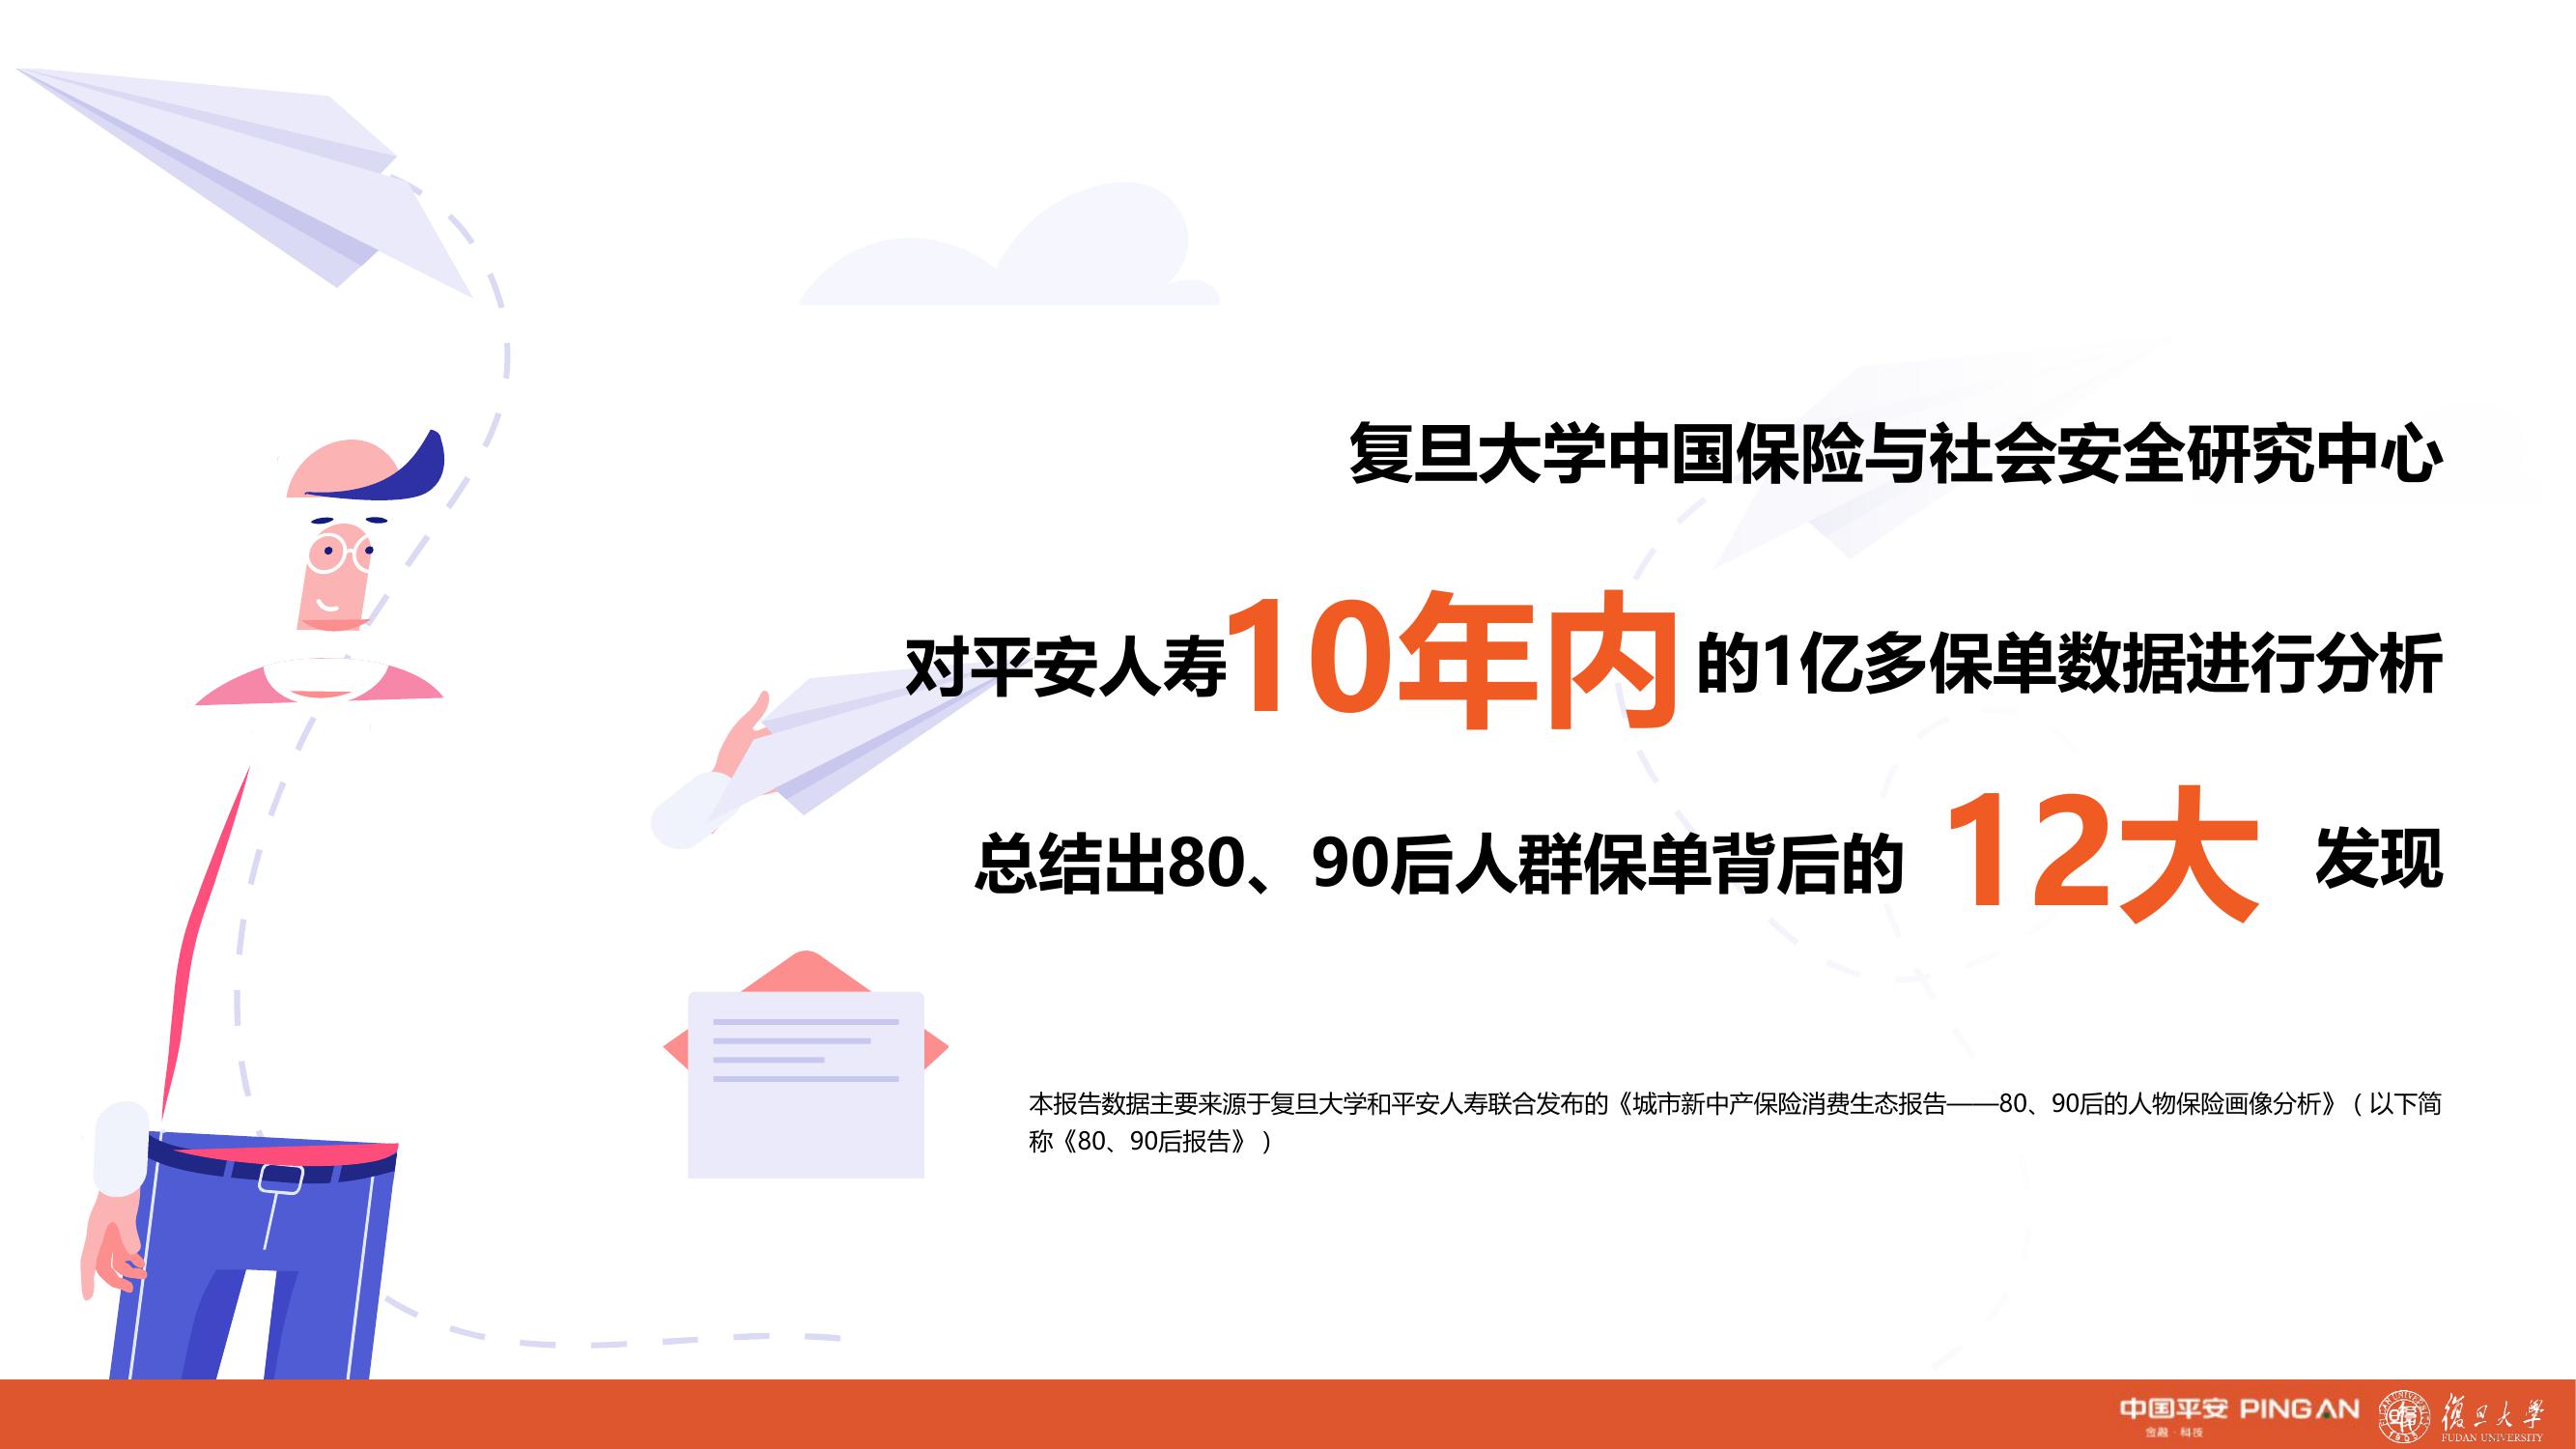 复旦大学中国保险与社会安全研究中心
对平安人寿10年内的1亿多保单数据进行分析
总结出80、90后人群保单背后的 12大 发现
本报告数据主要来源于复旦大学和平安人寿联合发布的《城市新中产保险消费生态报告——80、90后的人物保险画像分析》（以下简
称《80、90后报告》）
中国平安 PING AN
金融·科技
復旦大學
FUDAN UNIVERSITY